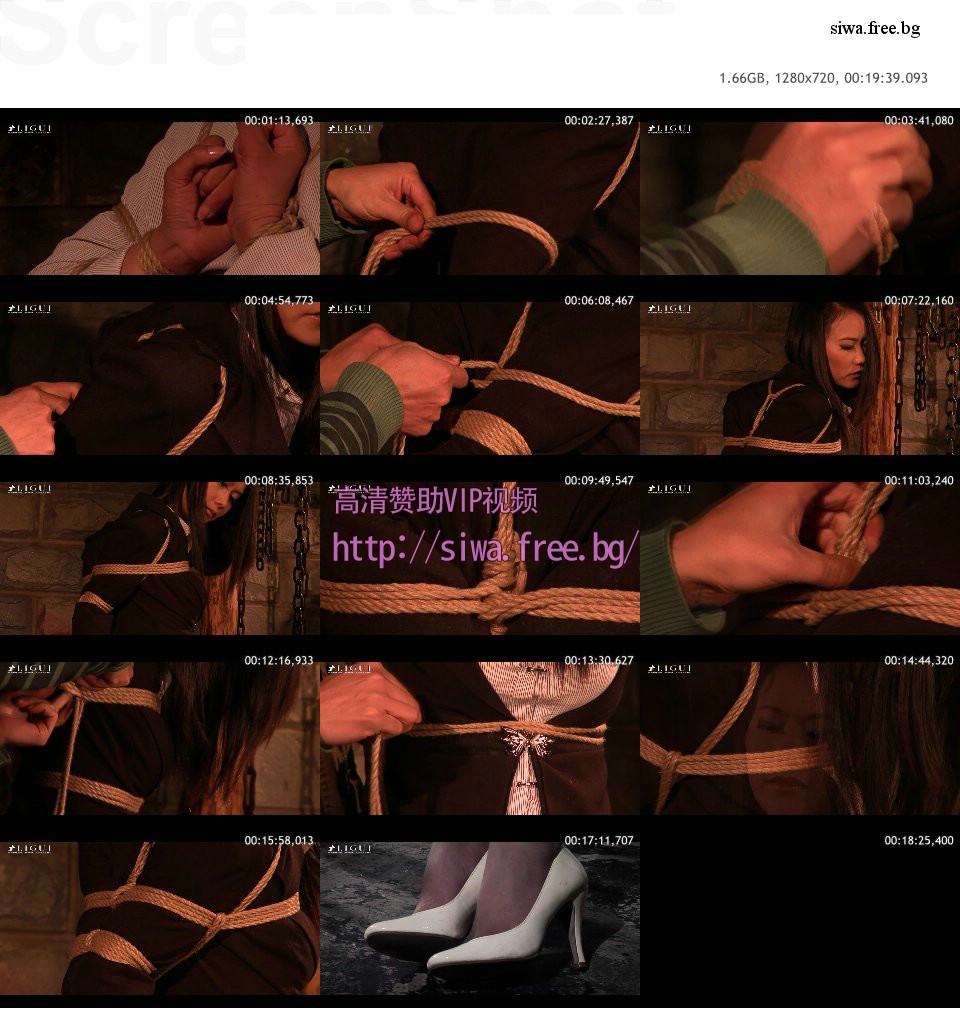 ScreenShot
siwa.free.bg
1.66GB, 1280x720, 00:19:39.093
00:01:13,693
00:02:27,387
00:03:41,080
LIGUI
LIGUI
LIGUI
00:04:54,773
00:06:08,467
00:07:22,160
LIGUI
LIGUI
LIGUI
00:08:35,853
00:09:49,547
00:11:03,240
LIGUI
LIGUI
高清赞助VIP视频
http://siwa.free.bg/
00:12:16,933
00:13:30,627
00:14:44,320
LIGUI
LIGUI
LIGUI
00:15:58,013
00:17:11,707
00:18:25,400
LIGUI
LIGUI